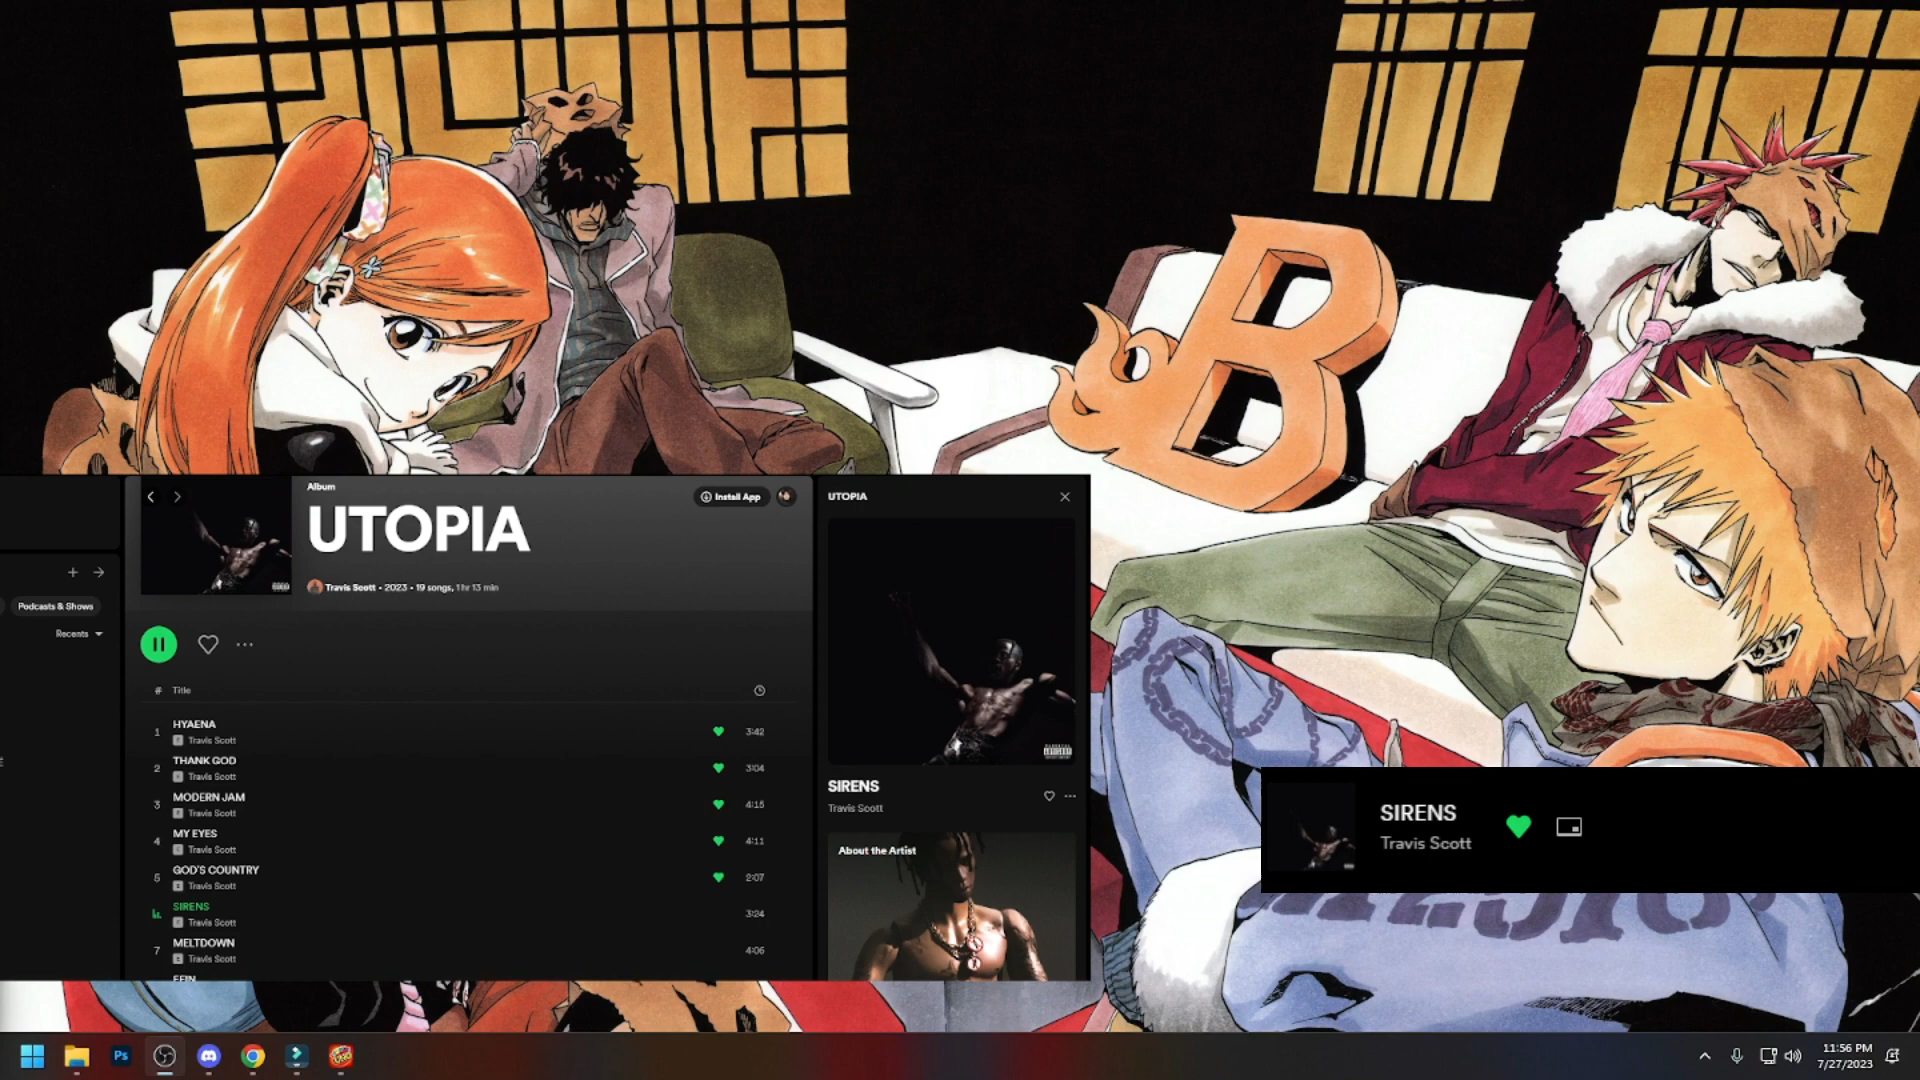 B
Album
UTOPIA
Install App
Travis Scott • 2023 • 19 songs, 1 hr 13 min
Podcasts & Shows
Recents
# Title
1 HYAENA 3:42
E Travis Scott
2 THANK GOD 3:04
E Travis Scott
3 MODERN JAM 4:15
E Travis Scott
4 MY EYES 4:11
E Travis Scott
5 GOD'S COUNTRY 2:07
E Travis Scott
SIRENS 3:24
E Travis Scott
7 MELTDOWN 4:06
E Travis Scott
FEIN
UTOPIA
SIRENS
Travis Scott
About the Artist
SIRENS
Travis Scott
Ps
UNO
11:56 PM
7/27/2023